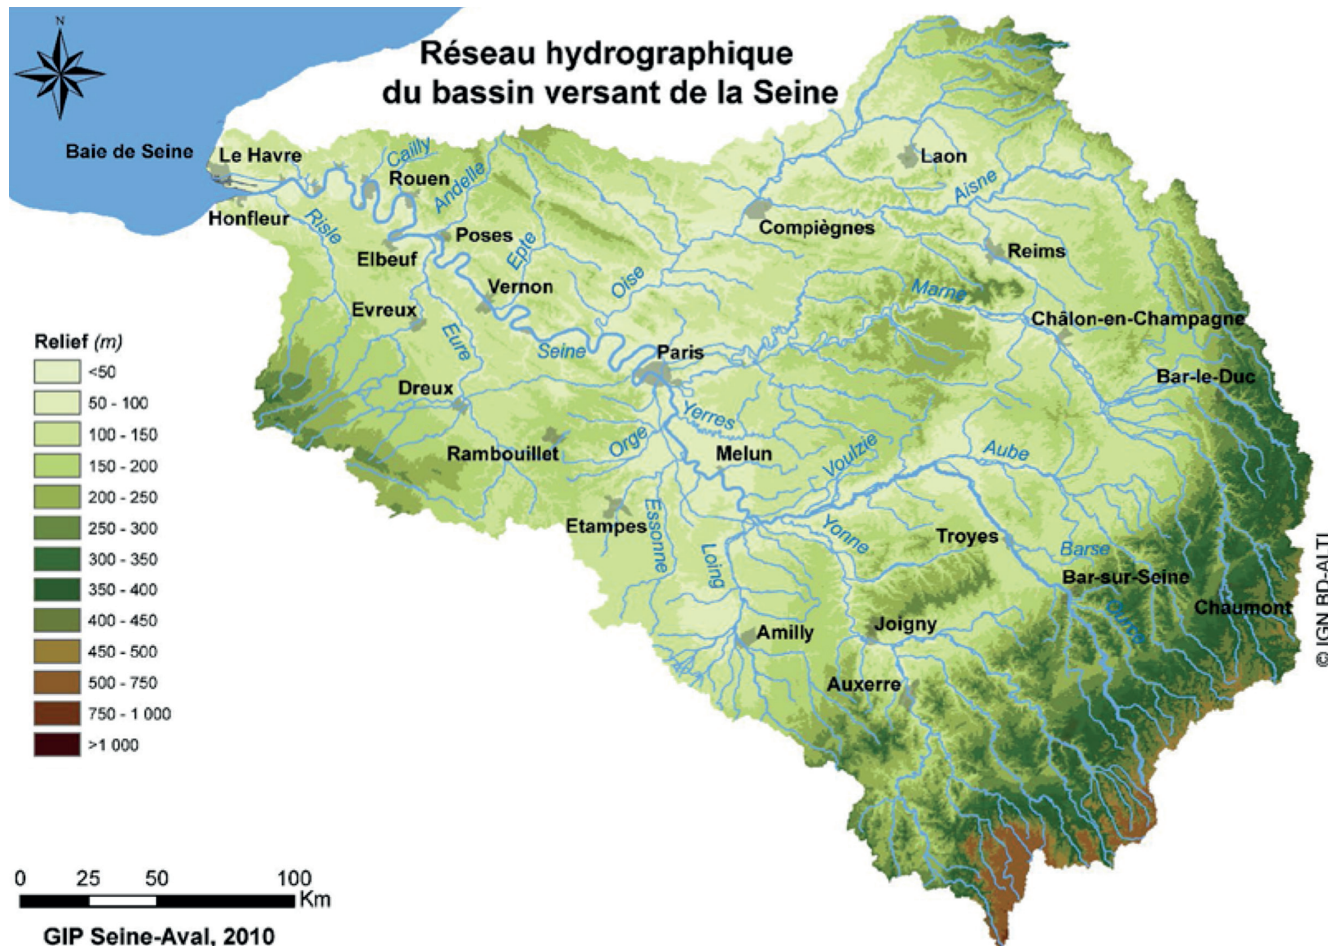 Réseau hydrographique
du bassin versant de la Seine
N
Baie de Seine
Le Havre
Honfleur
Cailly
Rouen
Andelle
Risle
Elbeuf
Poses
Epte
Vernon
Evreux
Eure
Oise
Seine
Paris
Dreux
Rambouillet
Orge
Yerres
Melun
Etampes
Essonne
Loing
Voulzie
Yonne
Laon
Aisne
Compiègnes
Reims
Marne
Châlon-en-Champagne
Bar-le-Duc
Aube
Troyes
Barse
Bar-sur-Seine
Ource
Chaumont
Amilly
Joigny
Auxerre
Relief (m)
<50
50 - 100
100 - 150
150 - 200
200 - 250
250 - 300
300 - 350
350 - 400
400 - 450
450 - 500
500 - 750
750 - 1 000
>1 000
0 25 50 100
Km
GIP Seine-Aval, 2010
© IGN BD-ALTI